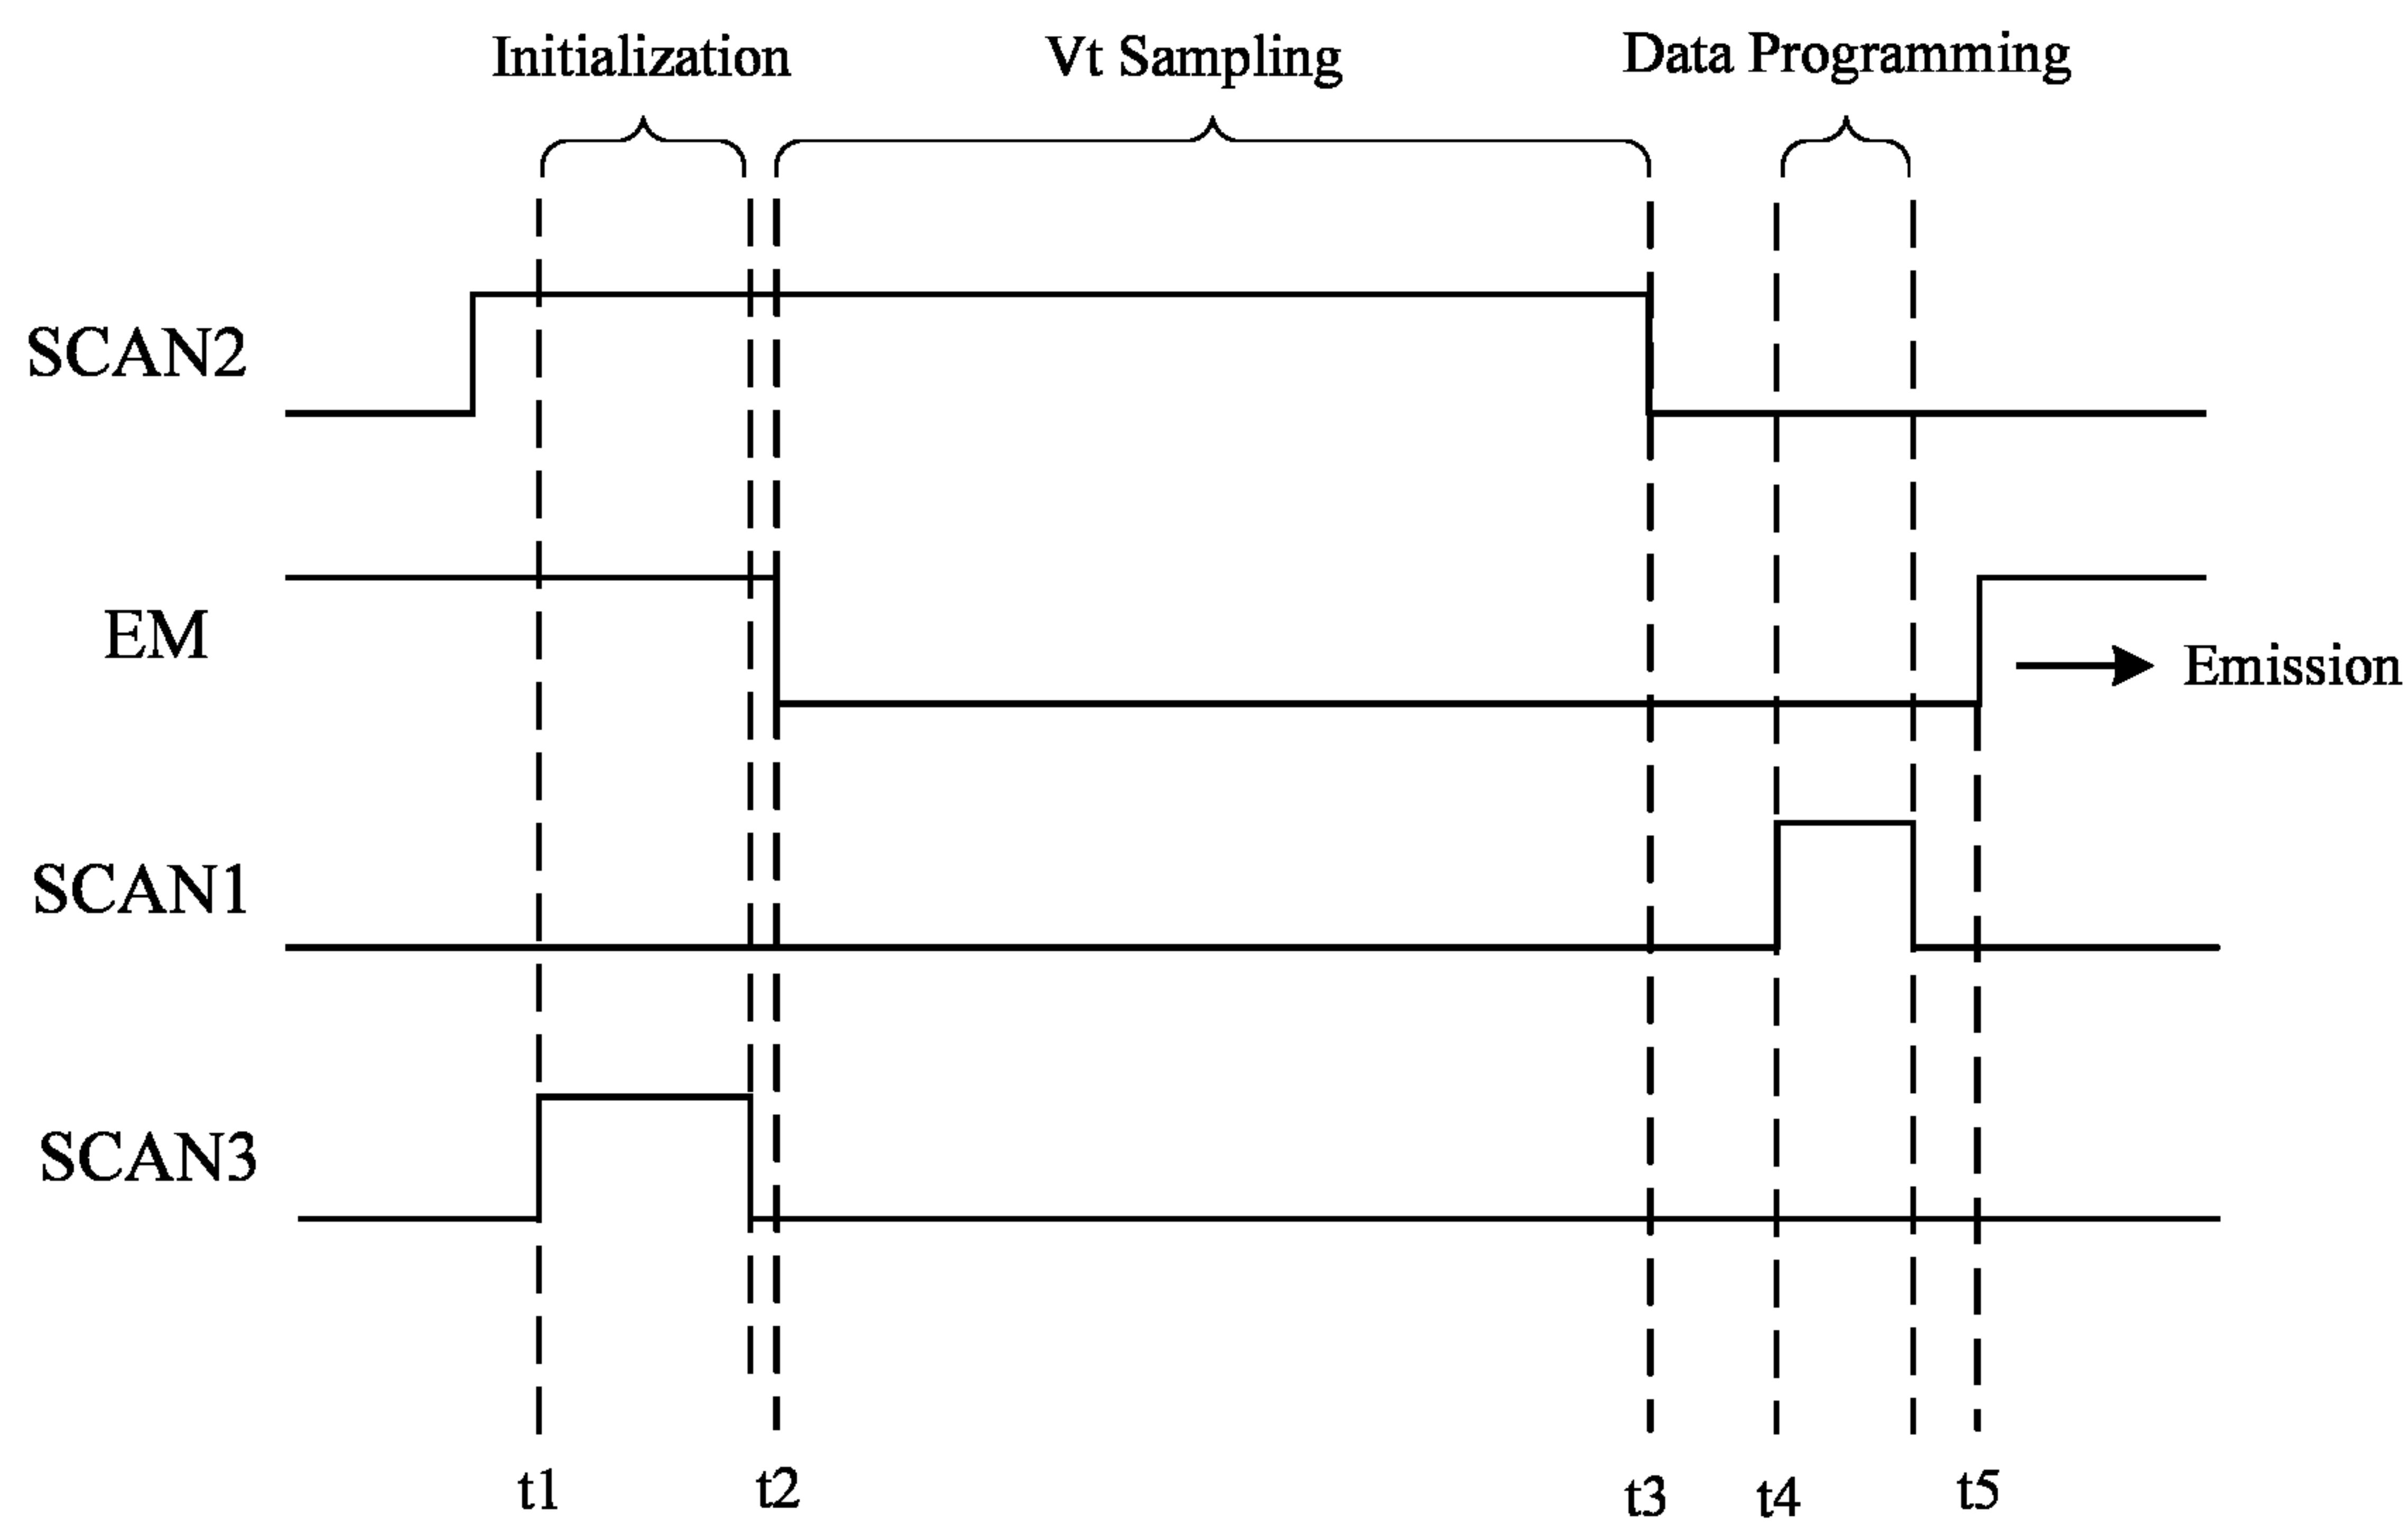 Initialization
Vt Sampling
Data Programming
SCAN2
EM
Emission
SCAN1
SCAN3
t1
t2
t3
t4
t5